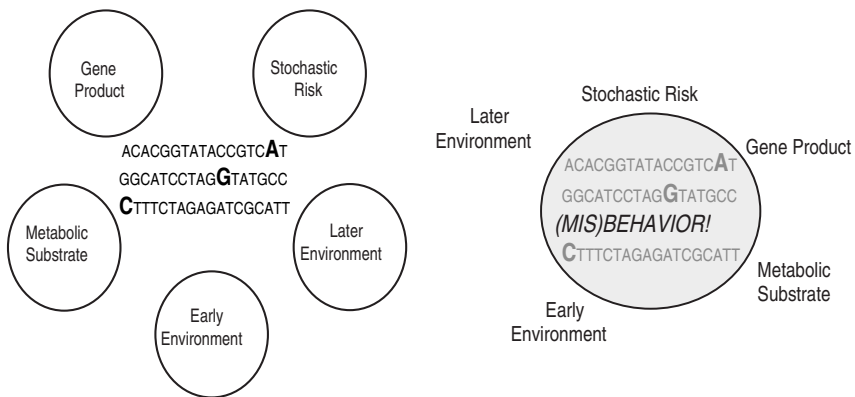 Gene
Product
Stochastic
Risk
ACACGGTATACCGTCAT
GGCATCCTAGGTATGCC
CTTTCTAGAGATCGCATT
Metabolic
Substrate
Later
Environment
Early
Environment
Stochastic Risk
Later
Environment
Gene Product
ACACGGTATACCGTCAT
GGCATCCTAGGTATGCC
(MIS)BEHAVIOR!
CTTTCTAGAGATCGCATT
Metabolic
Substrate
Early
Environment